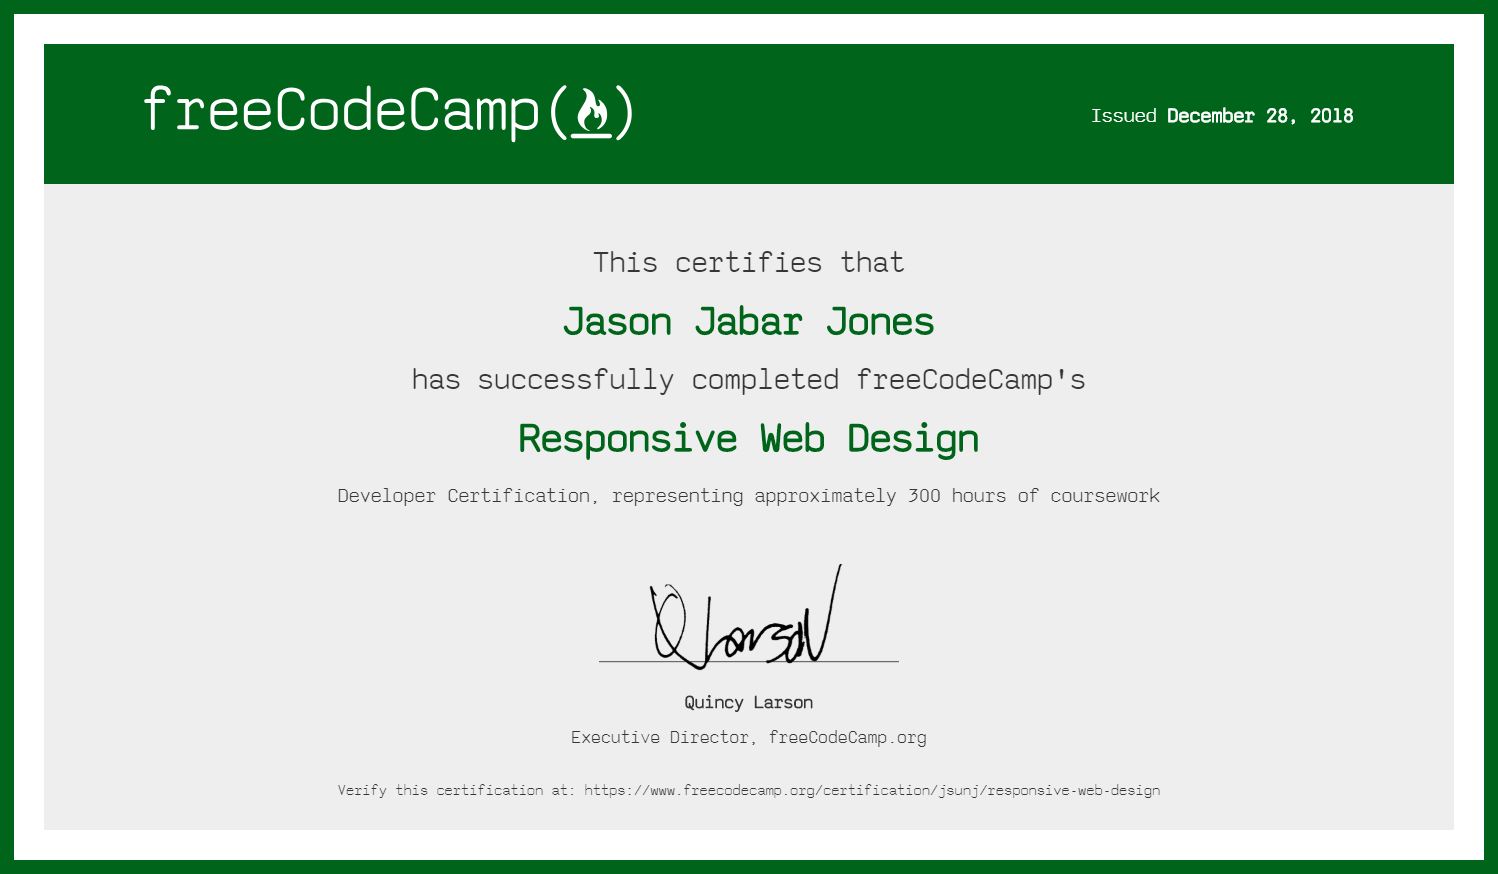 freeCodeCamp(🔥)
Issued December 28, 2018
This certifies that
Jason Jabar Jones
has successfully completed freeCodeCamp's
Responsive Web Design
Developer Certification, representing approximately 300 hours of coursework
Q Larson
Quincy Larson
Executive Director, freeCodeCamp.org
Verify this certification at: https://www.freecodecamp.org/certification/jsunj/responsive-web-design